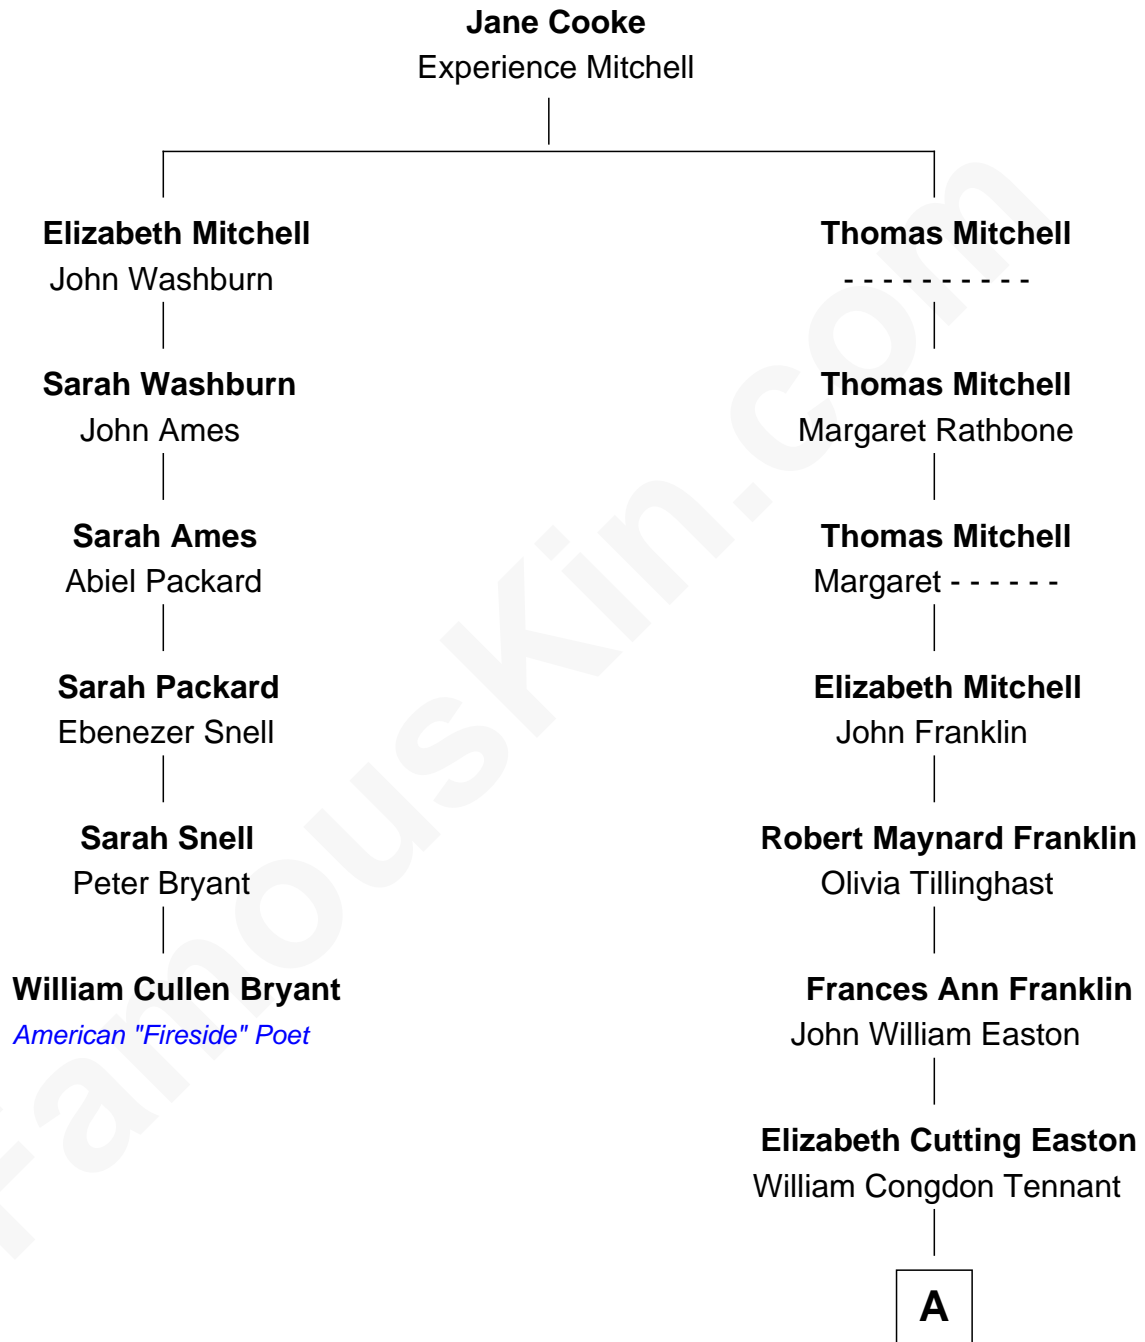 Jane Cooke
Experience Mitchell
Elizabeth Mitchell
John Washburn
Sarah Washburn
John Ames
Sarah Ames
Abiel Packard
Sarah Packard
Ebenezer Snell
Sarah Snell
Peter Bryant
William Cullen Bryant
American "Fireside" Poet
Thomas Mitchell
- - - - - - - - - -
Thomas Mitchell
Margaret Rathbone
Thomas Mitchell
Margaret - - - - - -
Elizabeth Mitchell
John Franklin
Robert Maynard Franklin
Olivia Tillinghast
Frances Ann Franklin
John William Easton
Elizabeth Cutting Easton
William Congdon Tennant
A
FamousKin.com